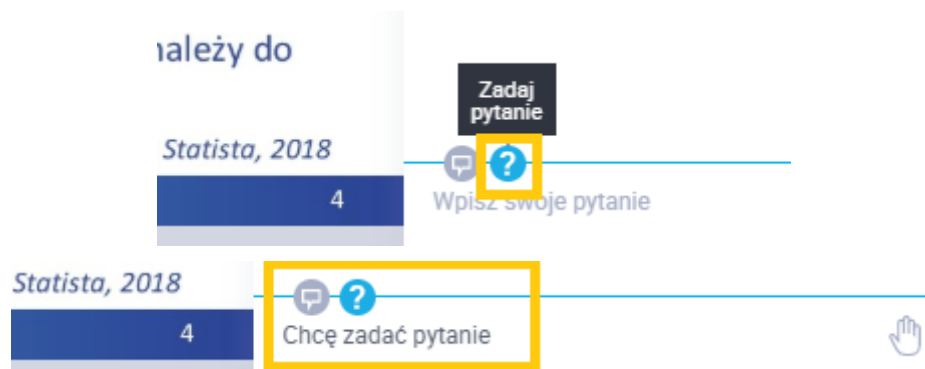 należy do
Zadaj
pytanie
Statista, 2018
?
4
Wpisz swoje pytanie
Statista, 2018
?
4
Chcę zadać pytanie